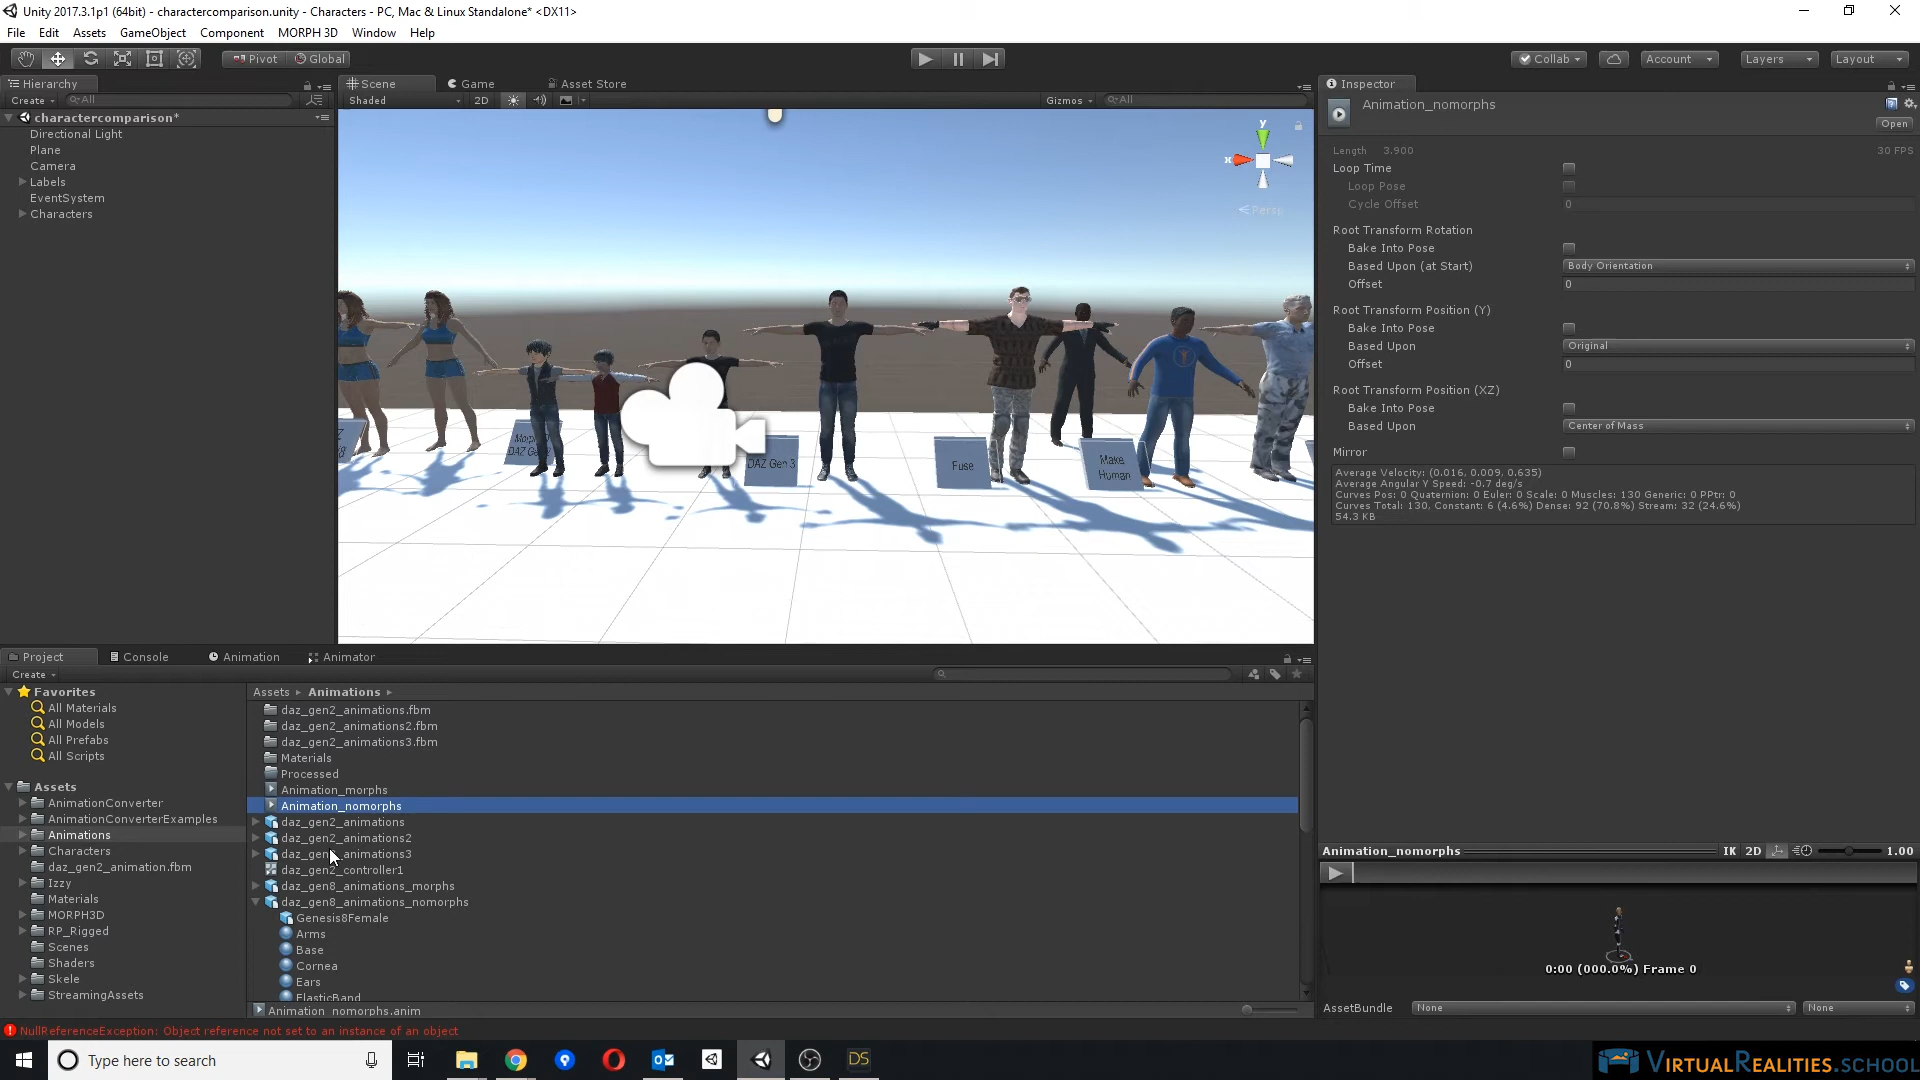 Unity 2017.3.1p1 (64bit) - charactercomparison.unity - Characters - PC, Mac & Linux Standalone* <DX11>
File Edit Assets GameObject Component MORPH 3D Window Help
Pivot Global Collab Account Layers Layout
Hierarchy
Create All
charactercomparison*
Directional Light
Plane
Camera
Labels
EventSystem
Characters
Scene Game Asset Store
Shaded 2D Gizmos All
y
x
Persp
DAZ Gen 3
Fuse
Make
Human
Inspector
Animation_nomorphs
Open
Length 3.900 30 FPS
Loop Time
Loop Pose
Cycle Offset 0
Root Transform Rotation
Bake Into Pose
Based Upon (at Start) Body Orientation
Offset 0
Root Transform Position (Y)
Bake Into Pose
Based Upon Original
Offset 0
Root Transform Position (XZ)
Bake Into Pose
Based Upon Center of Mass
Mirror
Average Velocity: (0.016, 0.009, 0.635)
Average Angular Y Speed: -0.7 deg/s
Curves Pos: 0 Quaternion: 0 Euler: 0 Scale: 0 Muscles: 130 Generic: 0 PPtr: 0
Curves Total: 130, Constant: 6 (4.6%) Dense: 92 (70.8%) Stream: 32 (24.6%)
54.3 KB
Project Console Animation Animator
Create
Favorites
All Materials
All Models
All Prefabs
All Scripts
Assets
AnimationConverter
AnimationConverterExamples
Animations
Characters
daz_gen2_animation.fbm
Izzy
Materials
MORPH3D
RP_Rigged
Scenes
Shaders
Skele
StreamingAssets
Assets Animations
daz_gen2_animations.fbm
daz_gen2_animations2.fbm
daz_gen2_animations3.fbm
Materials
Processed
Animation_morphs
Animation_nomorphs
daz_gen2_animations
daz_gen2_animations2
daz_gen2_animations3
daz_gen2_controller1
daz_gen8_animations_morphs
daz_gen8_animations_nomorphs
Genesis8Female
Arms
Base
Cornea
Ears
ElasticBand
Animation_nomorphs.anim
Animation_nomorphs IK 2D 1.00
0:00 (000.0%) Frame 0
AssetBundle None None
NullReferenceException: Object reference not set to an instance of an object
Type here to search
DS
VIRTUALREALITIES.SCHOOL